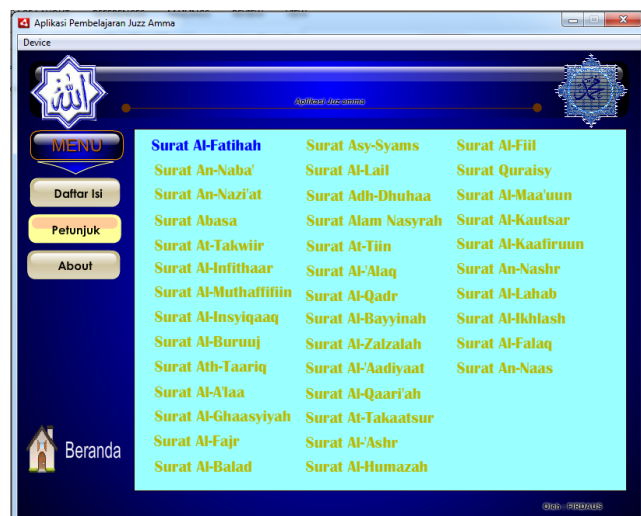 Aplikasi Pembelajaran Juzz Amma
Device
الله
Aplikasi Juz-amma
محمد
MENU
Daftar Isi
Petunjuk
About
Beranda
Surat Al-Fatihah
Surat An-Naba'
Surat An-Nazi'at
Surat Abasa
Surat At-Takwiir
Surat Al-Infithaar
Surat Al-Muthaffifiin
Surat Al-Insyiqaaq
Surat Al-Buruuj
Surat Ath-Taariq
Surat Al-A'laa
Surat Al-Ghaasyiyah
Surat Al-Fajr
Surat Al-Balad
Surat Asy-Syams
Surat Al-Lail
Surat Adh-Dhuhaa
Surat Alam Nasyrah
Surat At-Tiin
Surat Al-'Alaq
Surat Al-Qadr
Surat Al-Bayyinah
Surat Al-Zalzalah
Surat Al-'Aadiyaat
Surat Al-Qaari'ah
Surat At-Takaatsur
Surat Al-'Ashr
Surat Al-Humazah
Surat Al-Fiil
Surat Quraisy
Surat Al-Maa'uun
Surat Al-Kautsar
Surat Al-Kaafiruun
Surat An-Nashr
Surat Al-Lahab
Surat Al-Ikhlash
Surat Al-Falaq
Surat An-Naas
Oleh : FIRDAUS